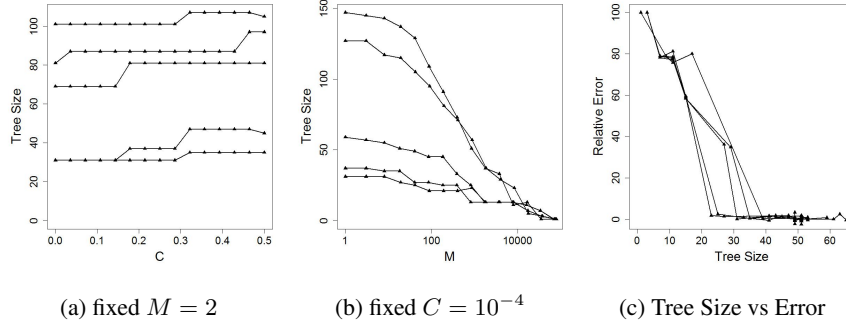 Tree Size
0 20 40 60 80 100
0.0 0.1 0.2 0.3 0.4 0.5
C
Tree Size
0 50 100 150
1 100 10000
M
Relative Error
0 20 40 60 80 100
0 10 20 30 40 50 60
Tree Size
(a) fixed M = 2
(b) fixed C = 10⁻⁴
(c) Tree Size vs Error